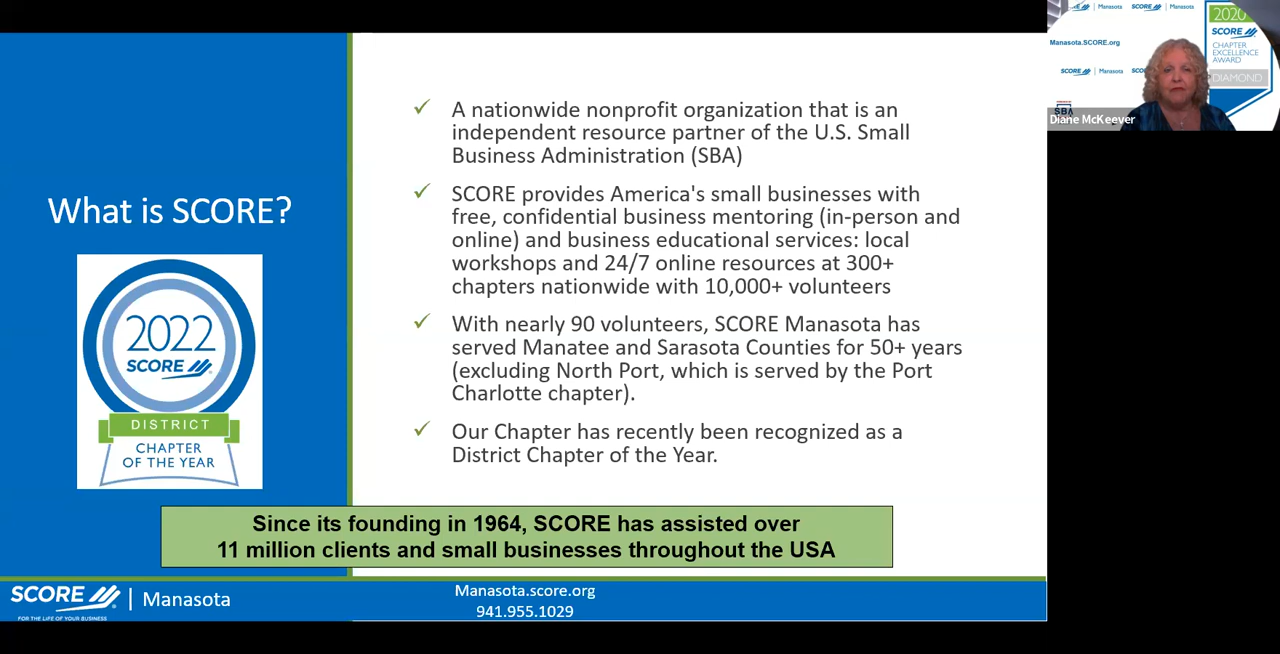 What is SCORE?
2022
SCORE
DISTRICT
CHAPTER
OF THE YEAR
A nationwide nonprofit organization that is an
independent resource partner of the U.S. Small
Business Administration (SBA)
SCORE provides America's small businesses with
free, confidential business mentoring (in-person and
online) and business educational services: local
workshops and 24/7 online resources at 300+
chapters nationwide with 10,000+ volunteers
With nearly 90 volunteers, SCORE Manasota has
served Manatee and Sarasota Counties for 50+ years
(excluding North Port, which is served by the Port
Charlotte chapter).
Our Chapter has recently been recognized as a
District Chapter of the Year.
Since its founding in 1964, SCORE has assisted over
11 million clients and small businesses throughout the USA
SCORE | Manasota
FOR THE LIFE OF YOUR BUSINESS
Manasota.score.org
941.955.1029
Manasota SCORE Manasota
Manasota.SCORE.org
SCORE Manasota SCO
SBA
2020
SCORE
CHAPTER
EXCELLENCE
AWARD
DIAMOND
Diane McKeever